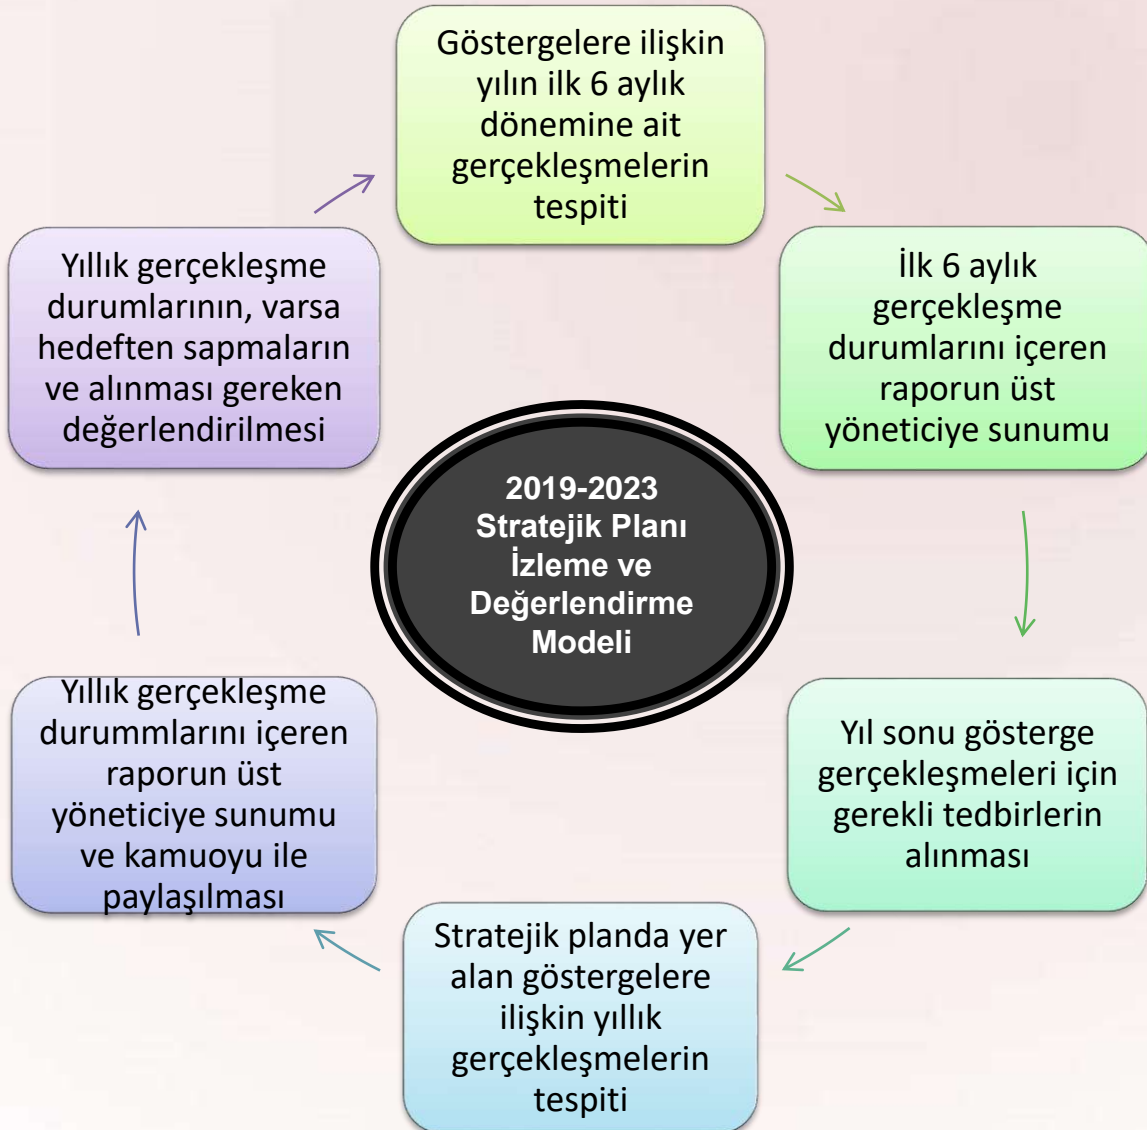 Göstergelere ilişkin
yılın ilk 6 aylık
dönemine ait
gerçekleşmelerin
tespiti
İlk 6 aylık
gerçekleşme
durumlarını içeren
raporun üst
yöneticiye sunumu
Yıl sonu gösterge
gerçekleşmeleri için
gerekli tedbirlerin
alınması
Stratejik planda yer
alan göstergelere
ilişkin yıllık
gerçekleşmelerin
tespiti
Yıllık gerçekleşme
durummlarını içeren
raporun üst
yöneticiye sunumu
ve kamuoyu ile
paylaşılması
Yıllık gerçekleşme
durumlarının, varsa
hedeften sapmaların
ve alınması gereken
değerlendirilmesi
2019-2023
Stratejik Planı
İzleme ve
Değerlendirme
Modeli